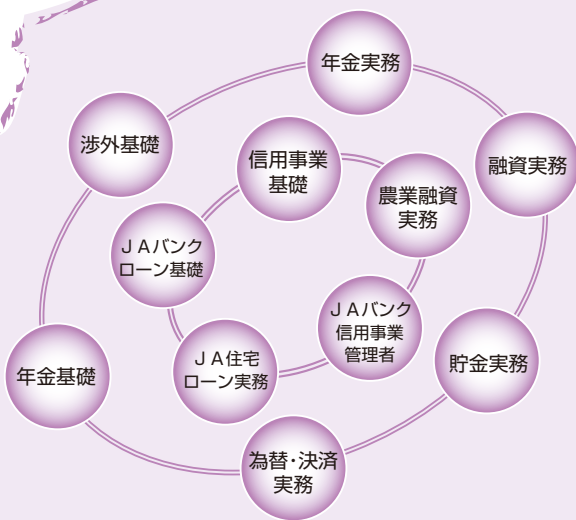 年金実務
渉外基礎
信用事業
基礎
融資実務
農業融資
実務
ＪＡバンク
ローン基礎
ＪＡバンク
信用事業
管理者
ＪＡ住宅
ローン実務
貯金実務
年金基礎
為替・決済
実務